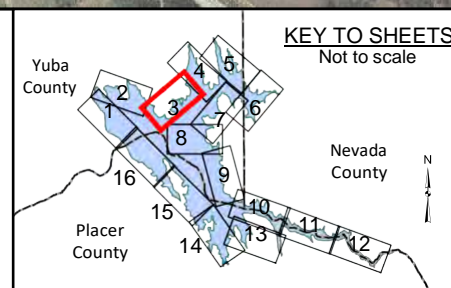 KEY TO SHEETS
Not to scale
Yuba
County
4
5
2
3
6
1
7
8
Nevada
County
N
16
9
15
10
11
Placer
County
13
12
14